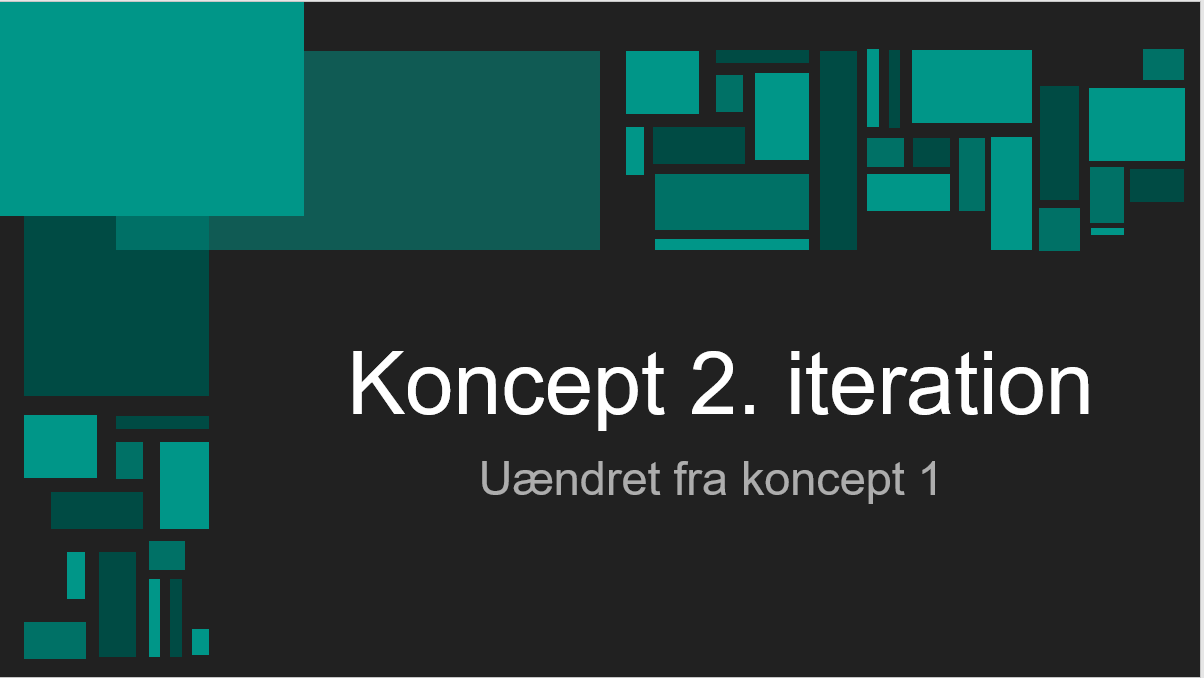 Koncept 2. iteration
Uændret fra koncept 1